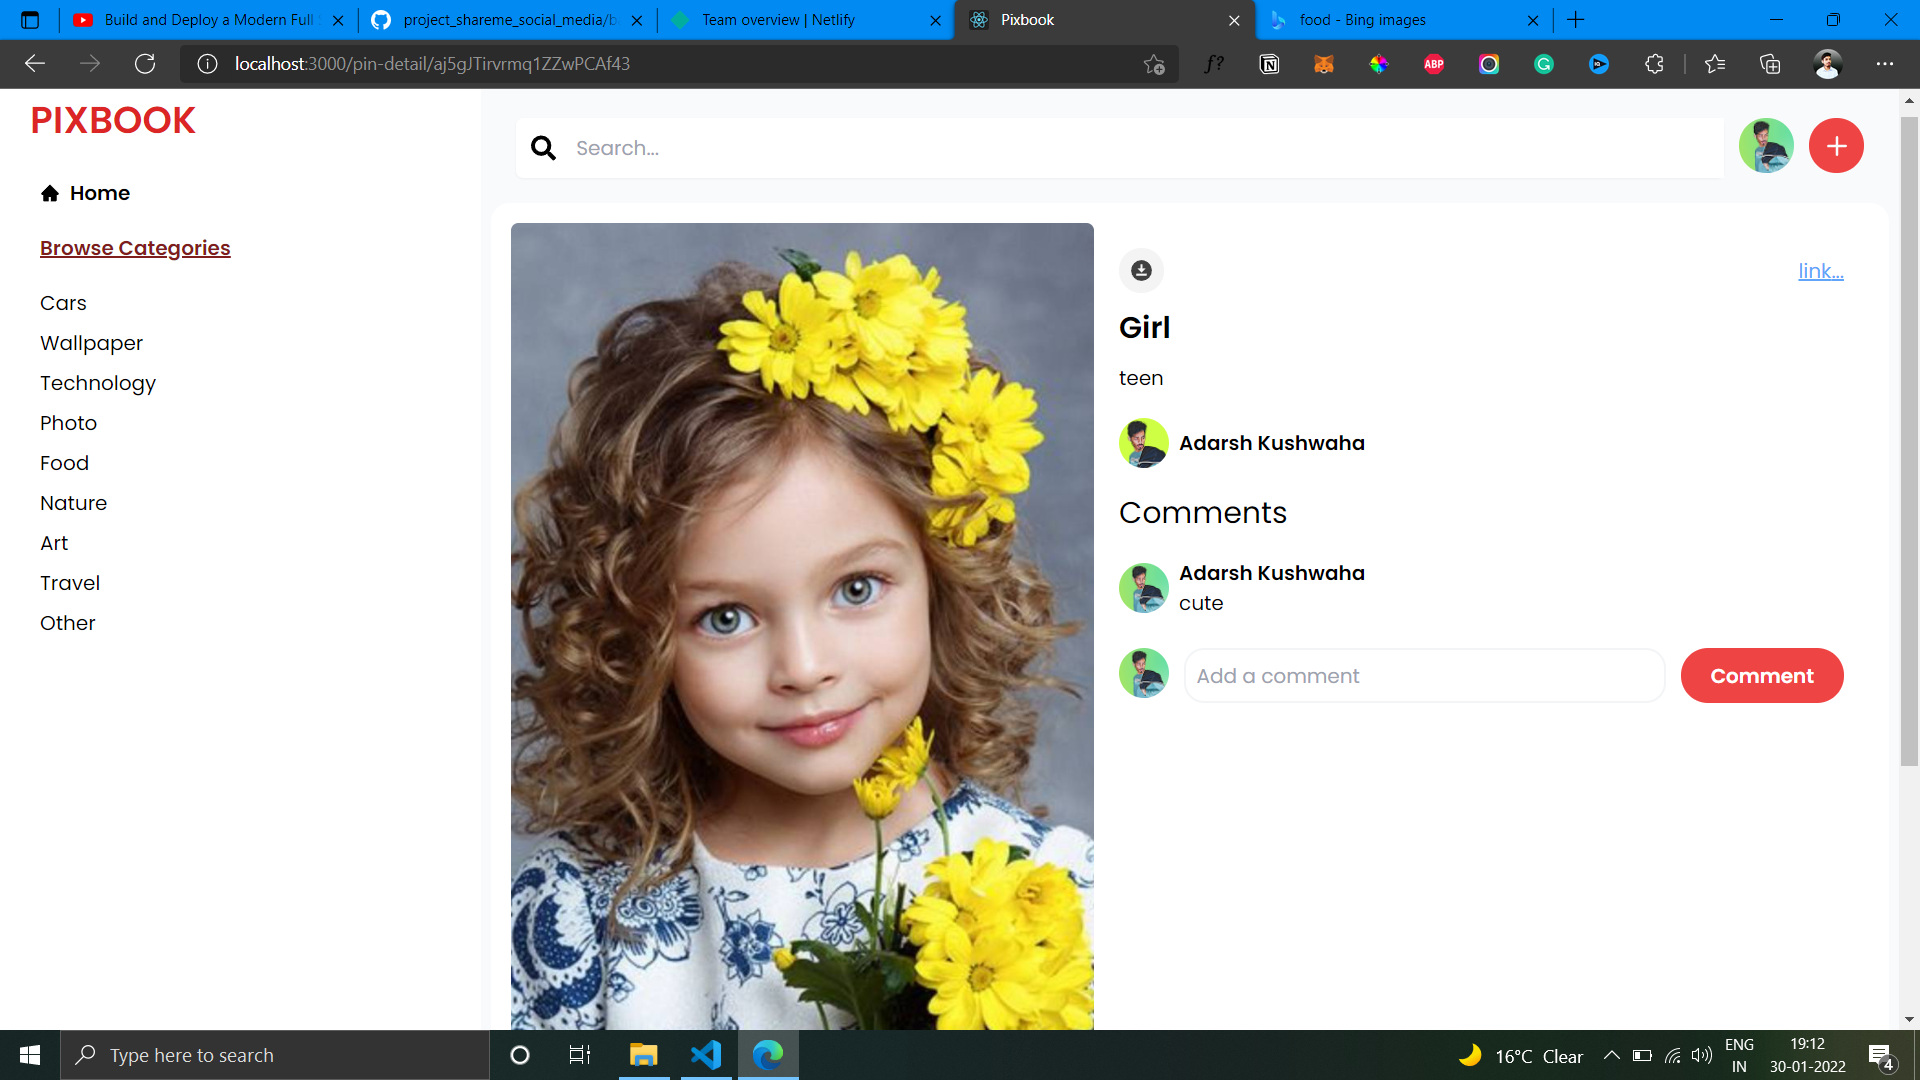 Build and Deploy a Modern Full
project_shareme_social_media/b
Team overview | Netlify
Pixbook
food - Bing images
localhost:3000/pin-detail/aj5gJTirvrmq1ZZwPCAf43
f?
ABP
PIXBOOK
Search...
Home
Browse Categories
Cars
Wallpaper
Technology
Photo
Food
Nature
Art
Travel
Other
link...
Girl
teen
Adarsh Kushwaha
Comments
Adarsh Kushwaha
cute
Add a comment
Comment
Type here to search
16°C Clear
ENG
IN
19:12
30-01-2022
4